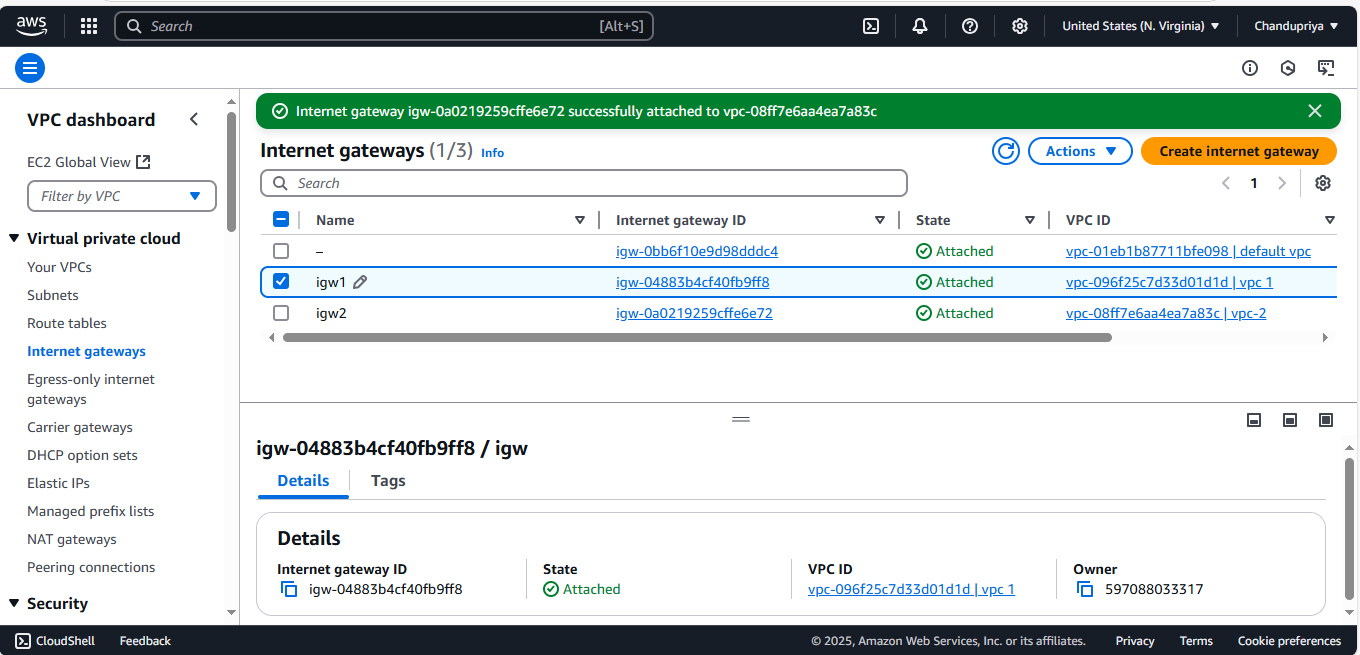 aws
Search [Alt+S]
United States (N. Virginia)
Chandupriya
VPC dashboard
EC2 Global View
Filter by VPC
Virtual private cloud
Your VPCs
Subnets
Route tables
Internet gateways
Egress-only internet
gateways
Carrier gateways
DHCP option sets
Elastic IPs
Managed prefix lists
NAT gateways
Peering connections
Security
Internet gateway igw-0a0219259cffe6e72 successfully attached to vpc-08ff7e6aa4ea7a83c
Internet gateways (1/3) Info
Actions
Create internet gateway
Search
1
Name Internet gateway ID State VPC ID
– igw-0bb6f10e9d98dddc4 Attached vpc-01eb1b87711bfe098 | default vpc
igw1 igw-04883b4cf40fb9ff8 Attached vpc-096f25c7d33d01d1d | vpc 1
igw2 igw-0a0219259cffe6e72 Attached vpc-08ff7e6aa4ea7a83c | vpc-2
igw-04883b4cf40fb9ff8 / igw
Details Tags
Details
Internet gateway ID State VPC ID Owner
igw-04883b4cf40fb9ff8 Attached vpc-096f25c7d33d01d1d | vpc 1 597088033317
CloudShell Feedback © 2025, Amazon Web Services, Inc. or its affiliates. Privacy Terms Cookie preferences